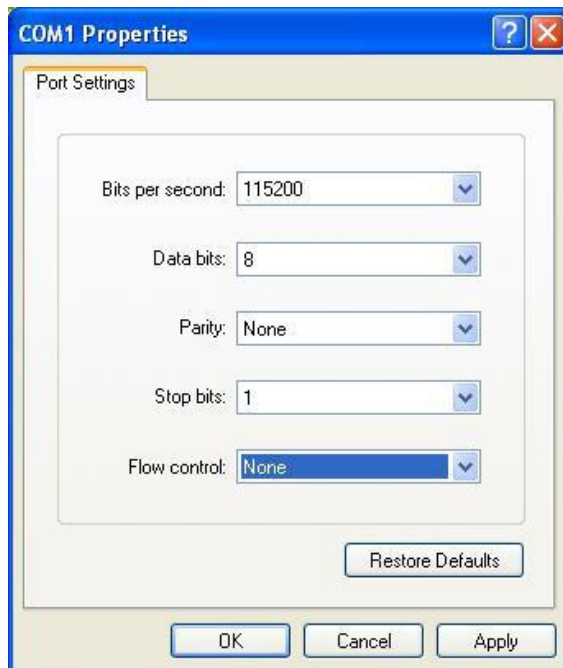 COM1 Properties
Port Settings
Bits per second: 115200
Data bits: 8
Parity: None
Stop bits: 1
Flow control: None
Restore Defaults
OK Cancel Apply